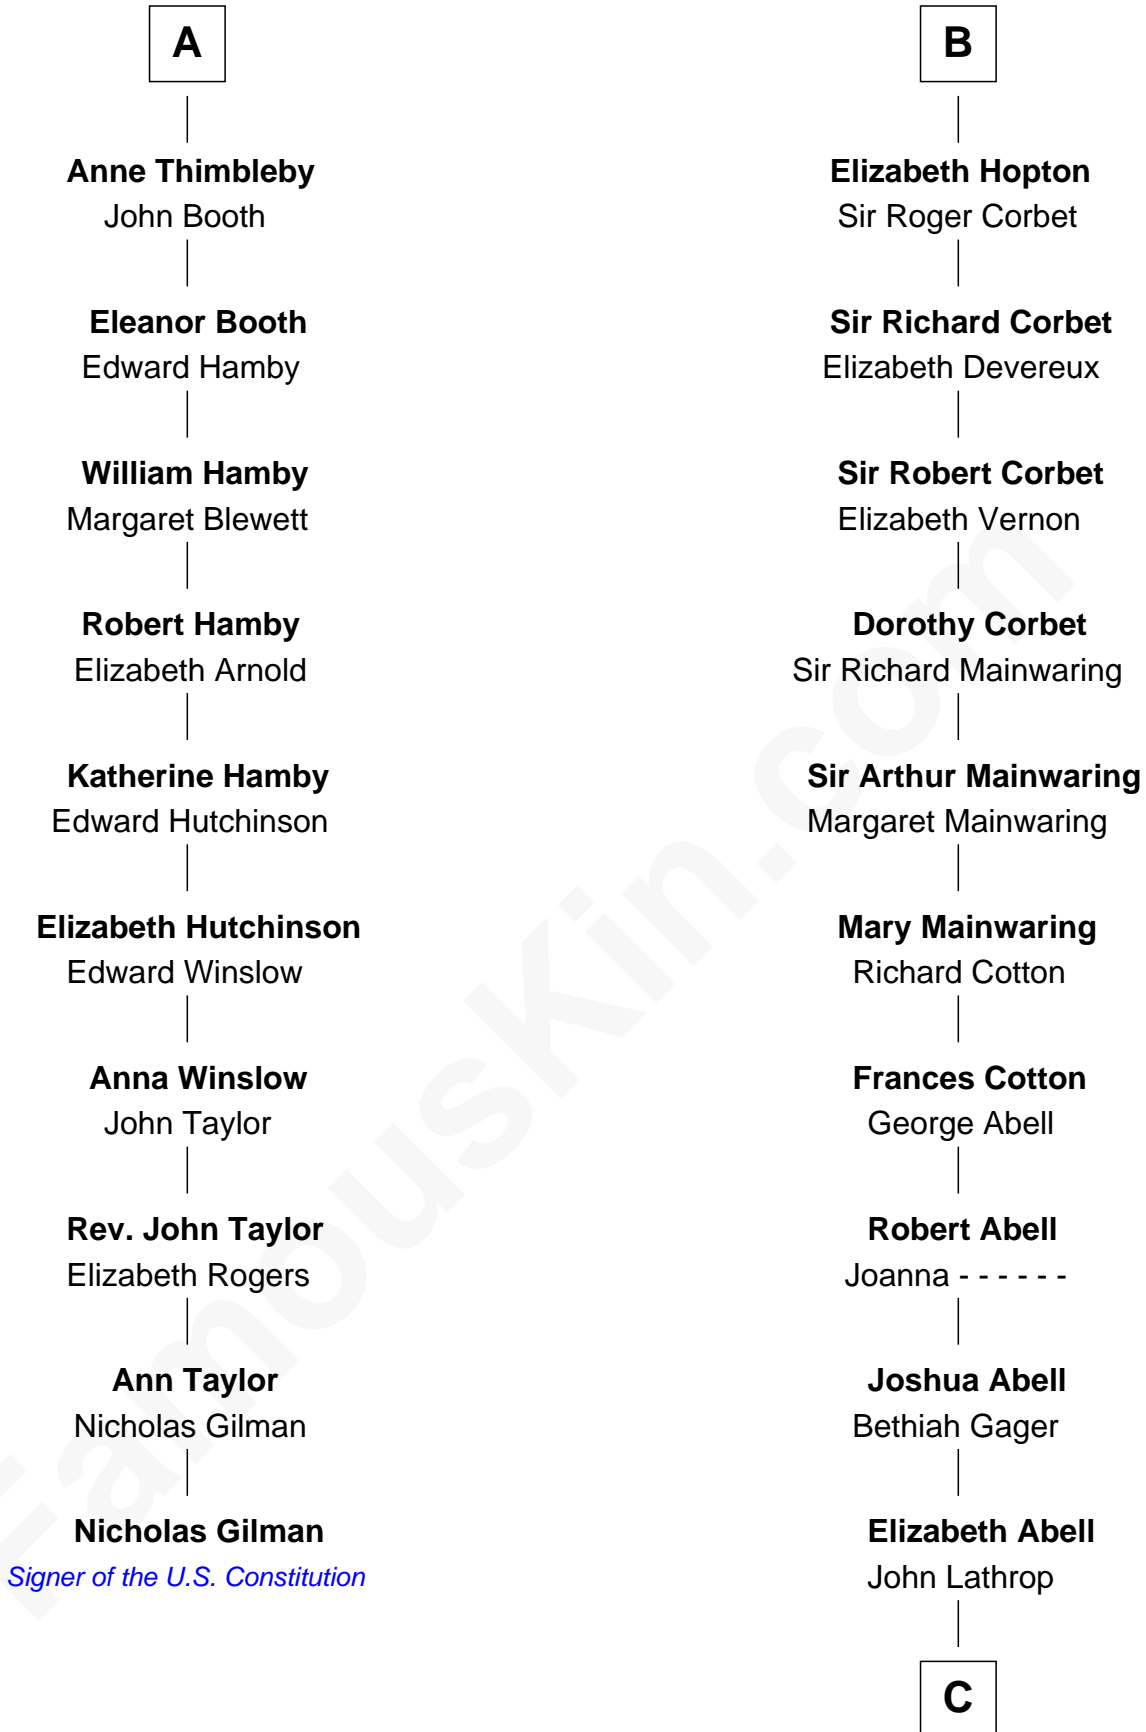 A
Anne Thimbleby
John Booth
Eleanor Booth
Edward Hamby
William Hamby
Margaret Blewett
Robert Hamby
Elizabeth Arnold
Katherine Hamby
Edward Hutchinson
Elizabeth Hutchinson
Edward Winslow
Anna Winslow
John Taylor
Rev. John Taylor
Elizabeth Rogers
Ann Taylor
Nicholas Gilman
Nicholas Gilman
Signer of the U.S. Constitution
B
Elizabeth Hopton
Sir Roger Corbet
Sir Richard Corbet
Elizabeth Devereux
Sir Robert Corbet
Elizabeth Vernon
Dorothy Corbet
Sir Richard Mainwaring
Sir Arthur Mainwaring
Margaret Mainwaring
Mary Mainwaring
Richard Cotton
Frances Cotton
George Abell
Robert Abell
Joanna - - - - - -
Joshua Abell
Bethiah Gager
Elizabeth Abell
John Lathrop
C
FamousKin.com